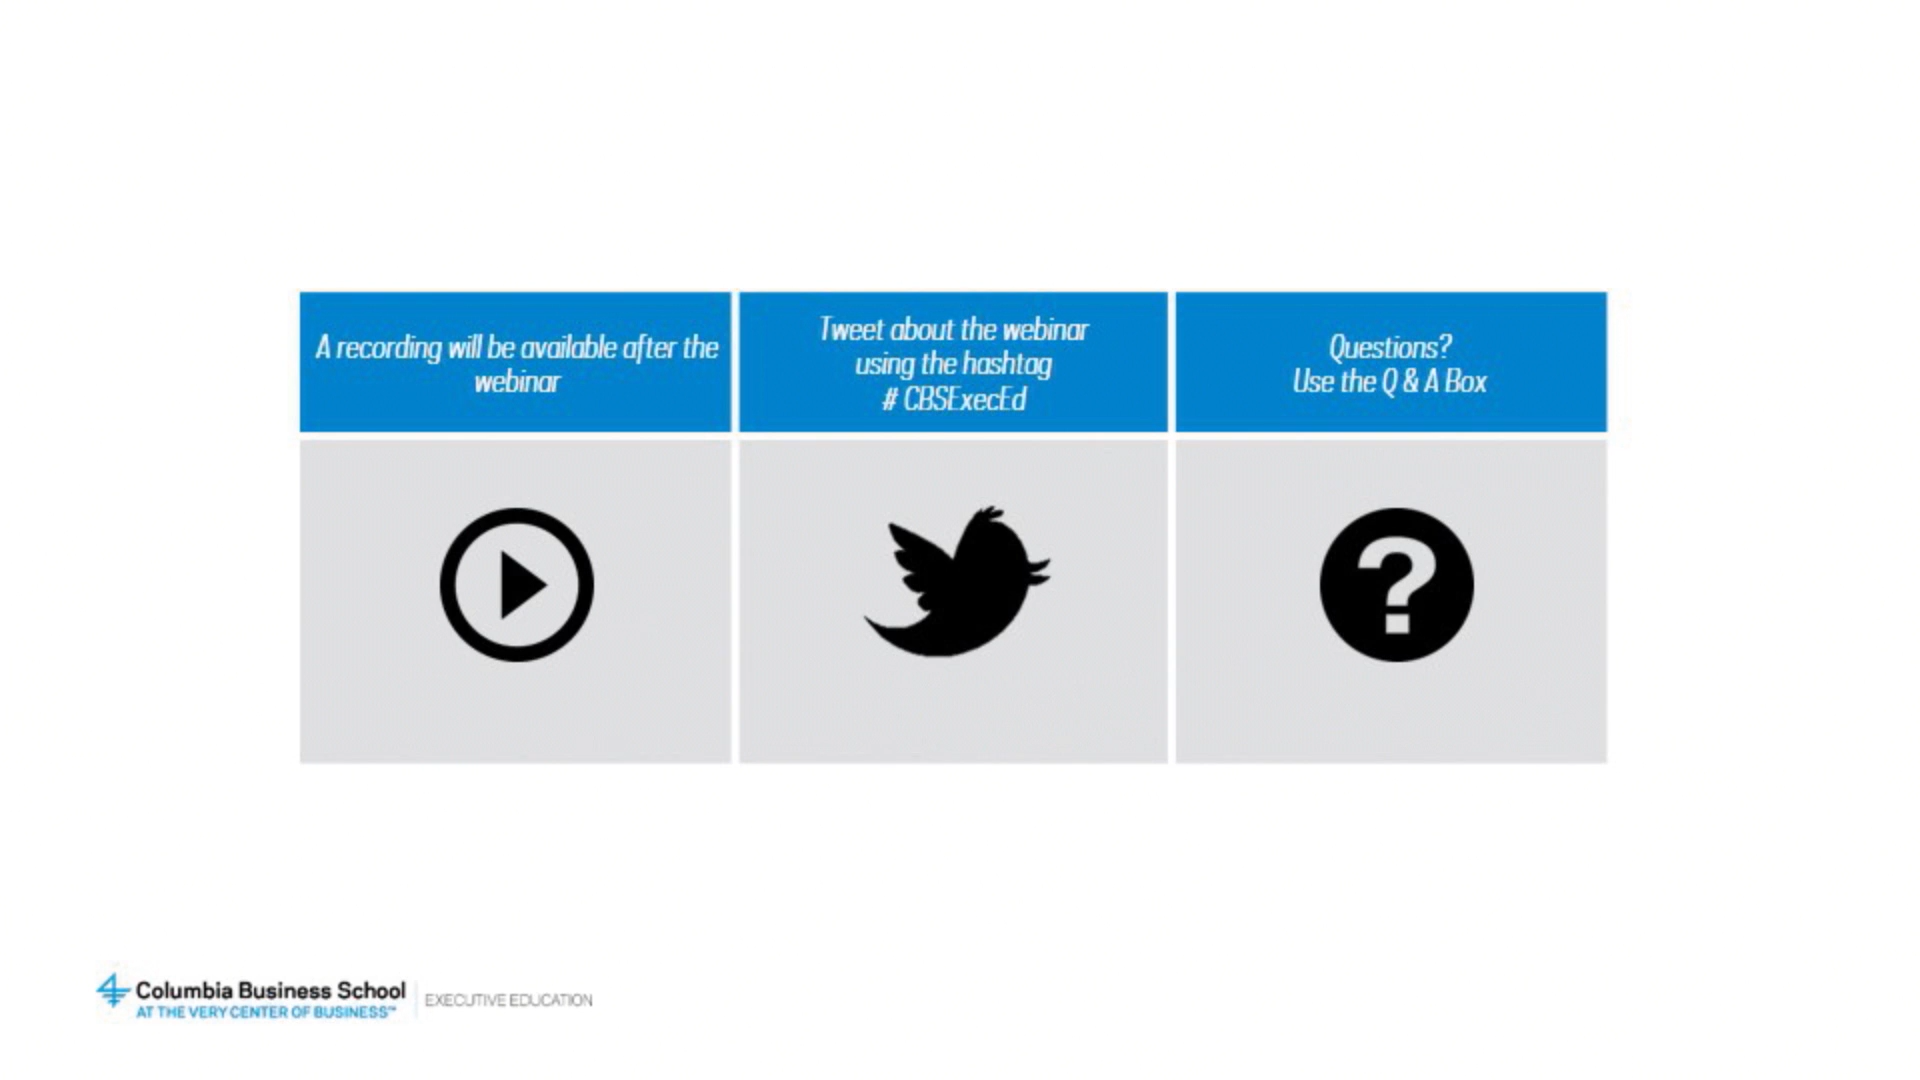 A recording will be available after the
webinar
Tweet about the webinar
using the hashtag
# CBSExecEd
Questions?
Use the Q & A Box
?
Columbia Business School
AT THE VERY CENTER OF BUSINESS™
EXECUTIVE EDUCATION